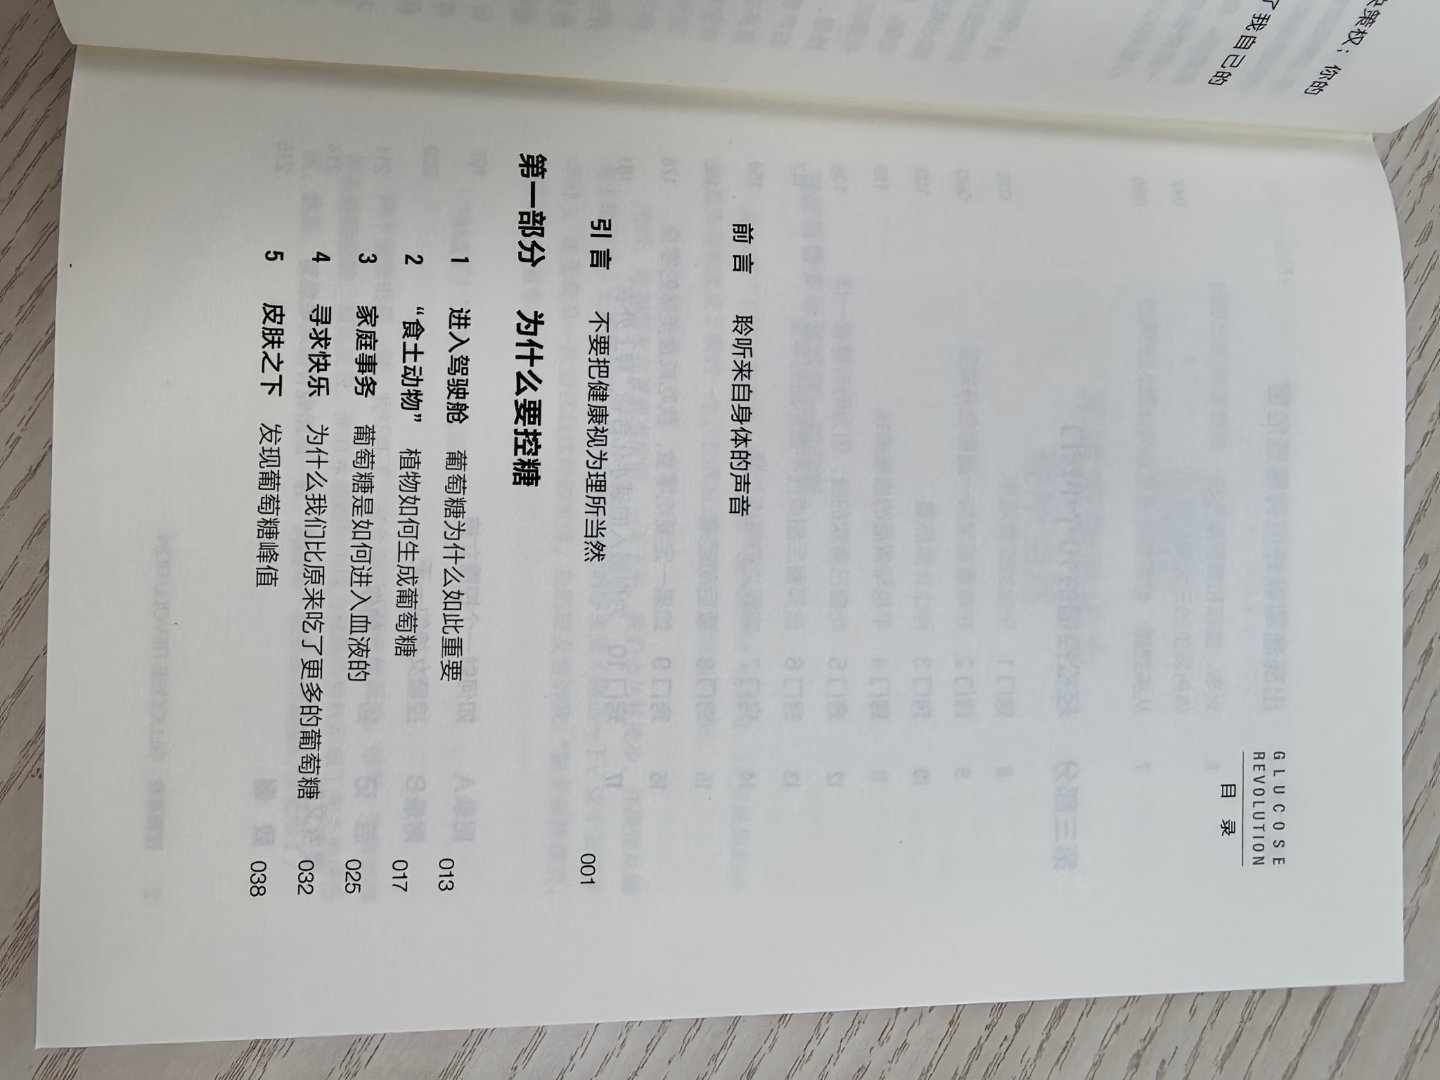 策权：你的
了我自己的
GLUCOSE
REVOLUTION
目 录
前 言 聆听来自身体的声音
引 言 不要把健康视为理所当然 001
第一部分 为什么要控糖
1 进入驾驶舱 葡萄糖为什么如此重要 013
2 “食土动物” 植物如何生成葡萄糖 017
3 家庭事务 葡萄糖是如何进入血液的 025
4 寻求快乐 为什么我们比原来吃了更多的葡萄糖 032
5 皮肤之下 发现葡萄糖峰值 038